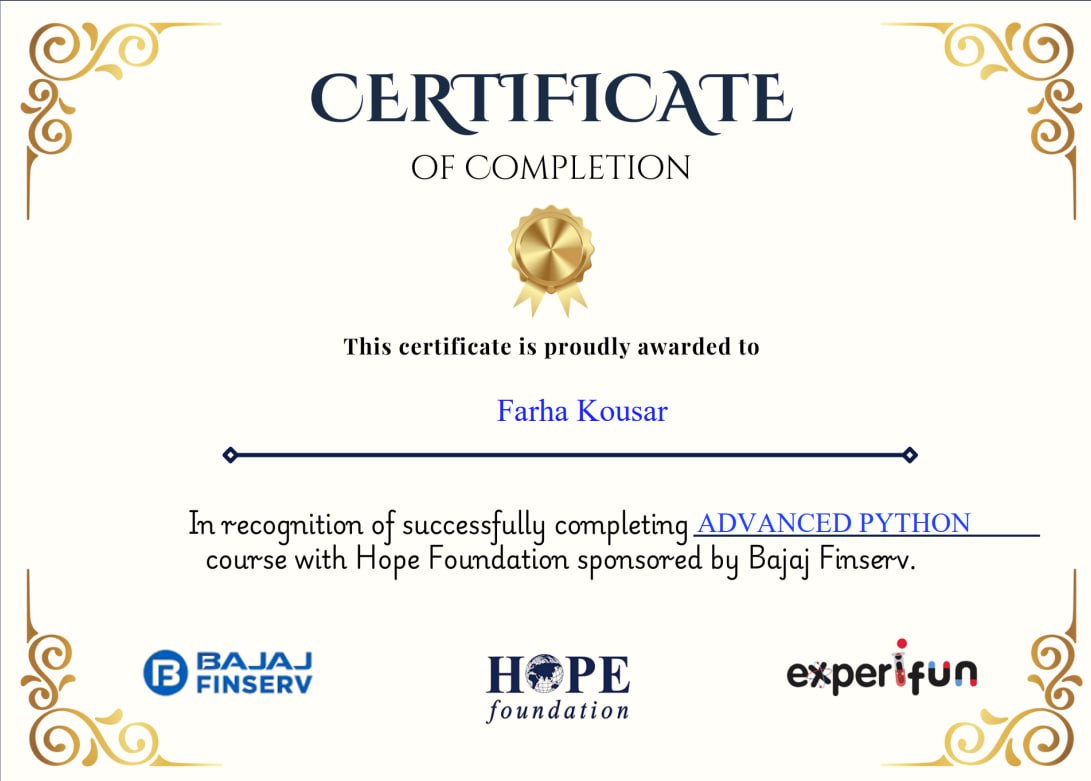 CERTIFICATE
OF COMPLETION
This certificate is proudly awarded to
Farha Kousar
In recognition of successfully completing ADVANCED PYTHON
course with Hope Foundation sponsored by Bajaj Finserv.
BAJAJ
FINSERV
HOPE
foundation
experifun